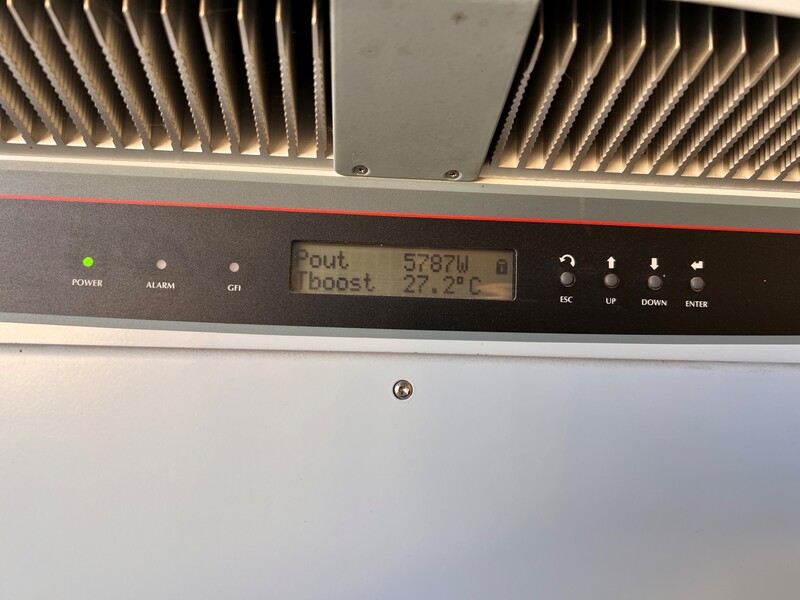 Pout 5787W
Tboost 27.2°C
POWER
ALARM
GFI
ESC
UP
DOWN
ENTER